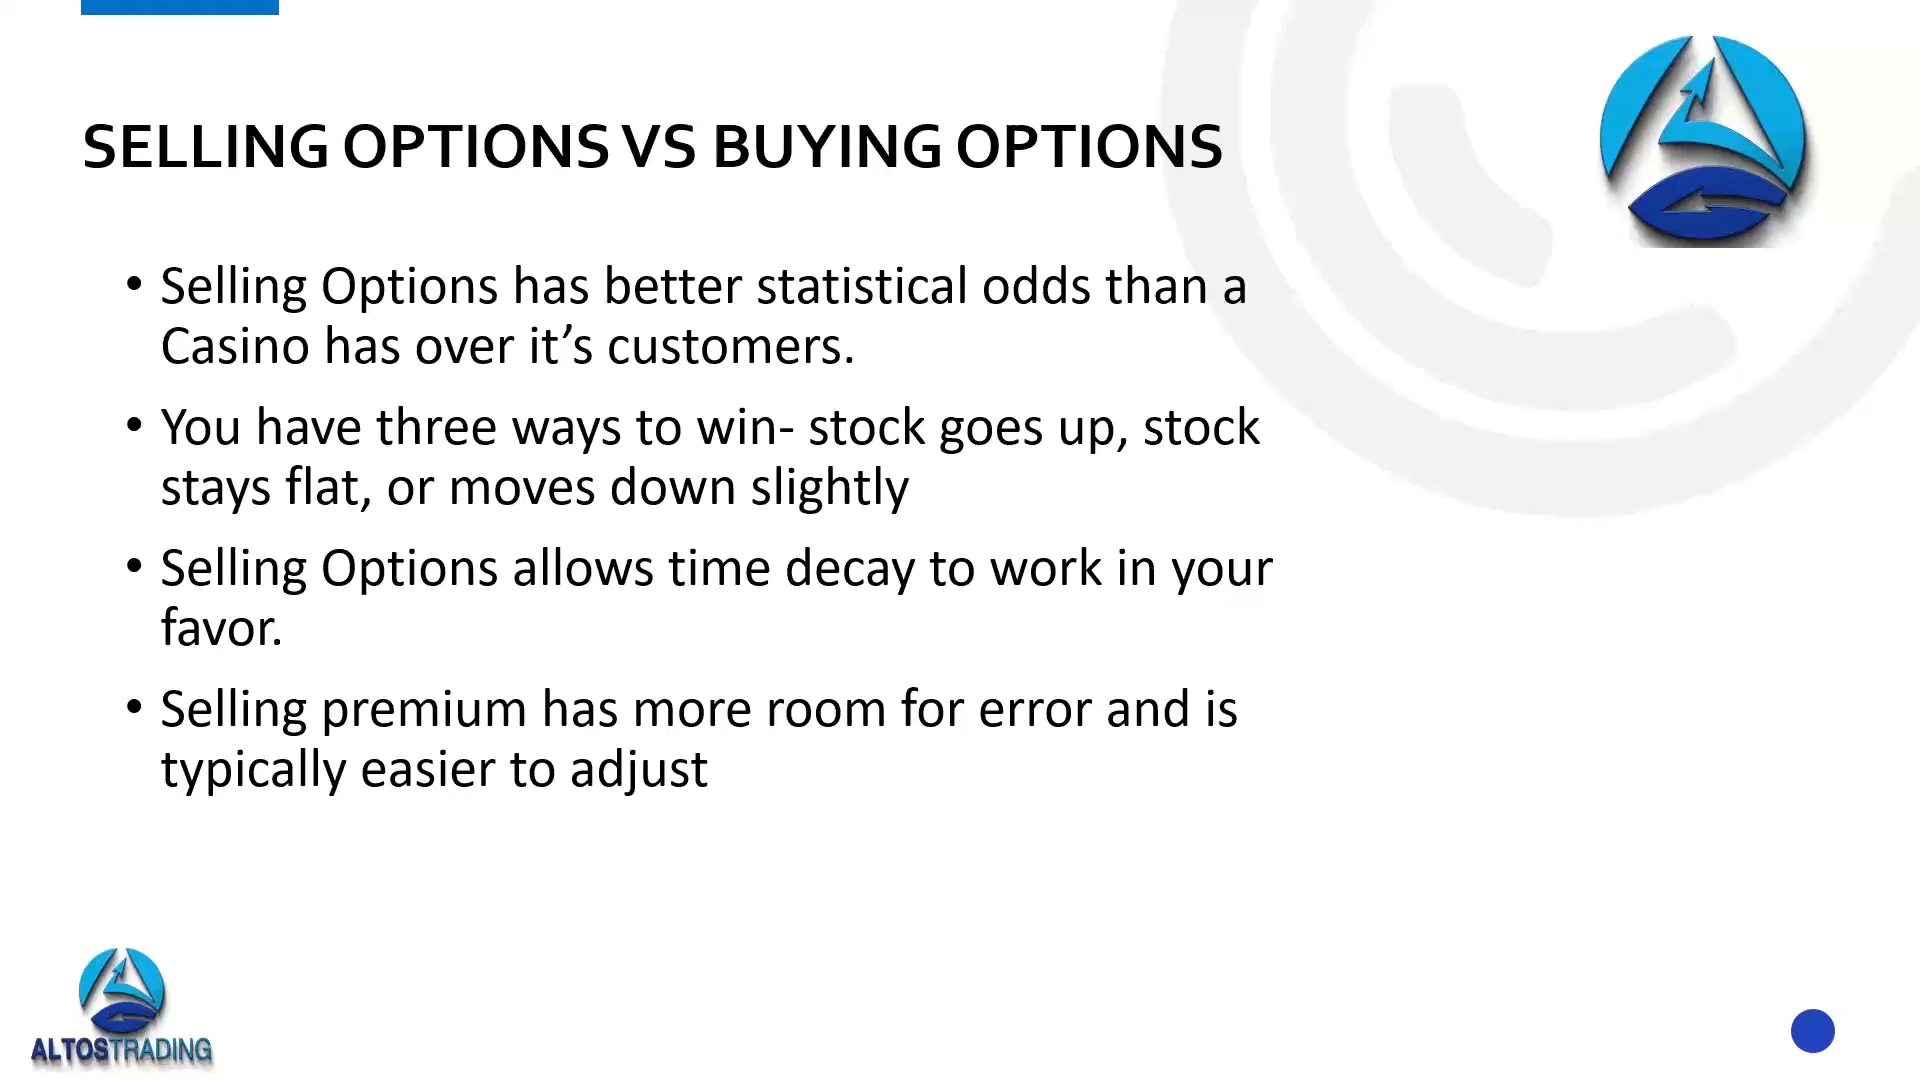 SELLING OPTIONS VS BUYING OPTIONS
• Selling Options has better statistical odds than a
Casino has over it’s customers.
• You have three ways to win- stock goes up, stock
stays flat, or moves down slightly
• Selling Options allows time decay to work in your
favor.
• Selling premium has more room for error and is
typically easier to adjust
ALTOSTRADING